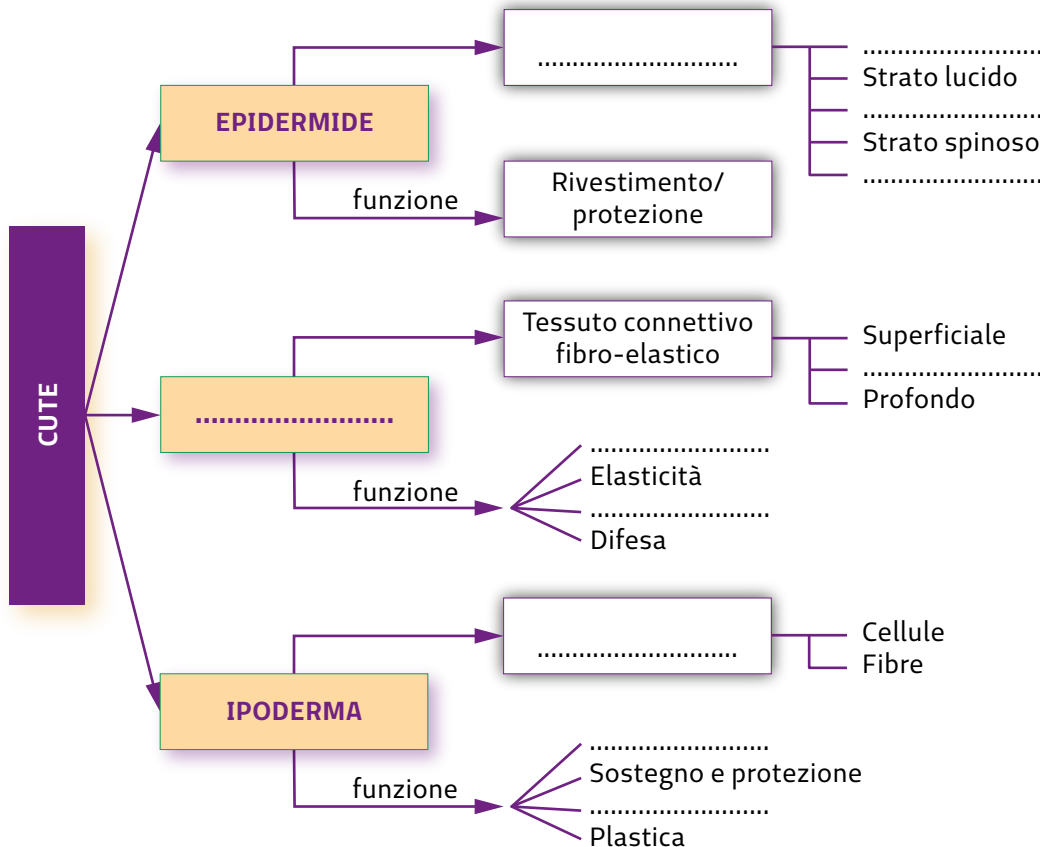 CUTE
EPIDERMIDE
............................
............................
Strato lucido
............................
Strato spinoso
............................
funzione
Rivestimento/
protezione
............................
Tessuto connettivo
fibro-elastico
Superficiale
............................
Profondo
funzione
............................
Elasticità
............................
Difesa
IPODERMA
............................
Cellule
Fibre
funzione
............................
Sostegno e protezione
............................
Plastica